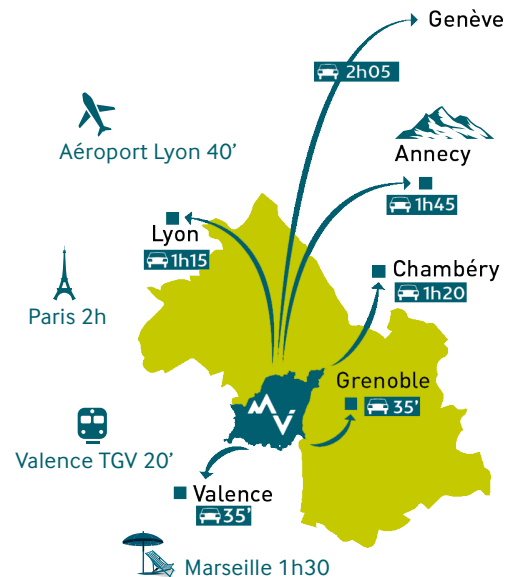 Genève
2h05
Aéroport Lyon 40’
Annecy
1h45
Lyon
1h15
Chambéry
1h20
Paris 2h
Grenoble
35’
MV
Valence TGV 20’
Valence
35’
Marseille 1h30